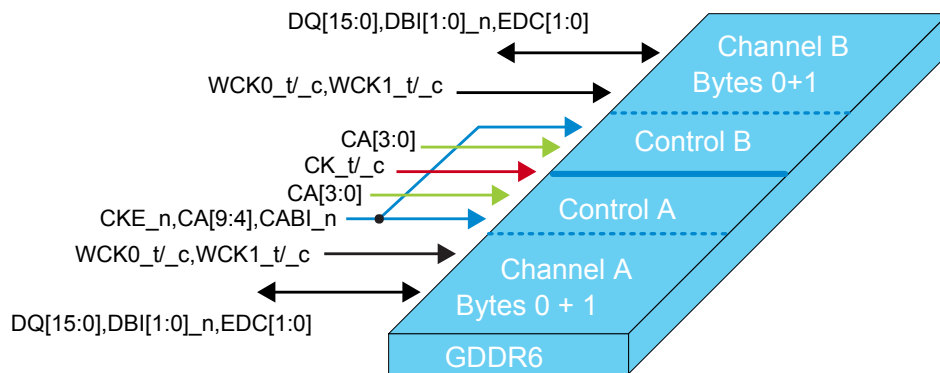 DQ[15:0],DBI[1:0]_n,EDC[1:0]
Channel B
Bytes 0+1
WCK0_t/_c,WCK1_t/_c
CA[3:0]
Control B
CK_t/_c
CA[3:0]
Control A
CKE_n,CA[9:4],CABI_n
WCK0_t/_c,WCK1_t/_c
Channel A
Bytes 0 + 1
DQ[15:0],DBI[1:0]_n,EDC[1:0]
GDDR6